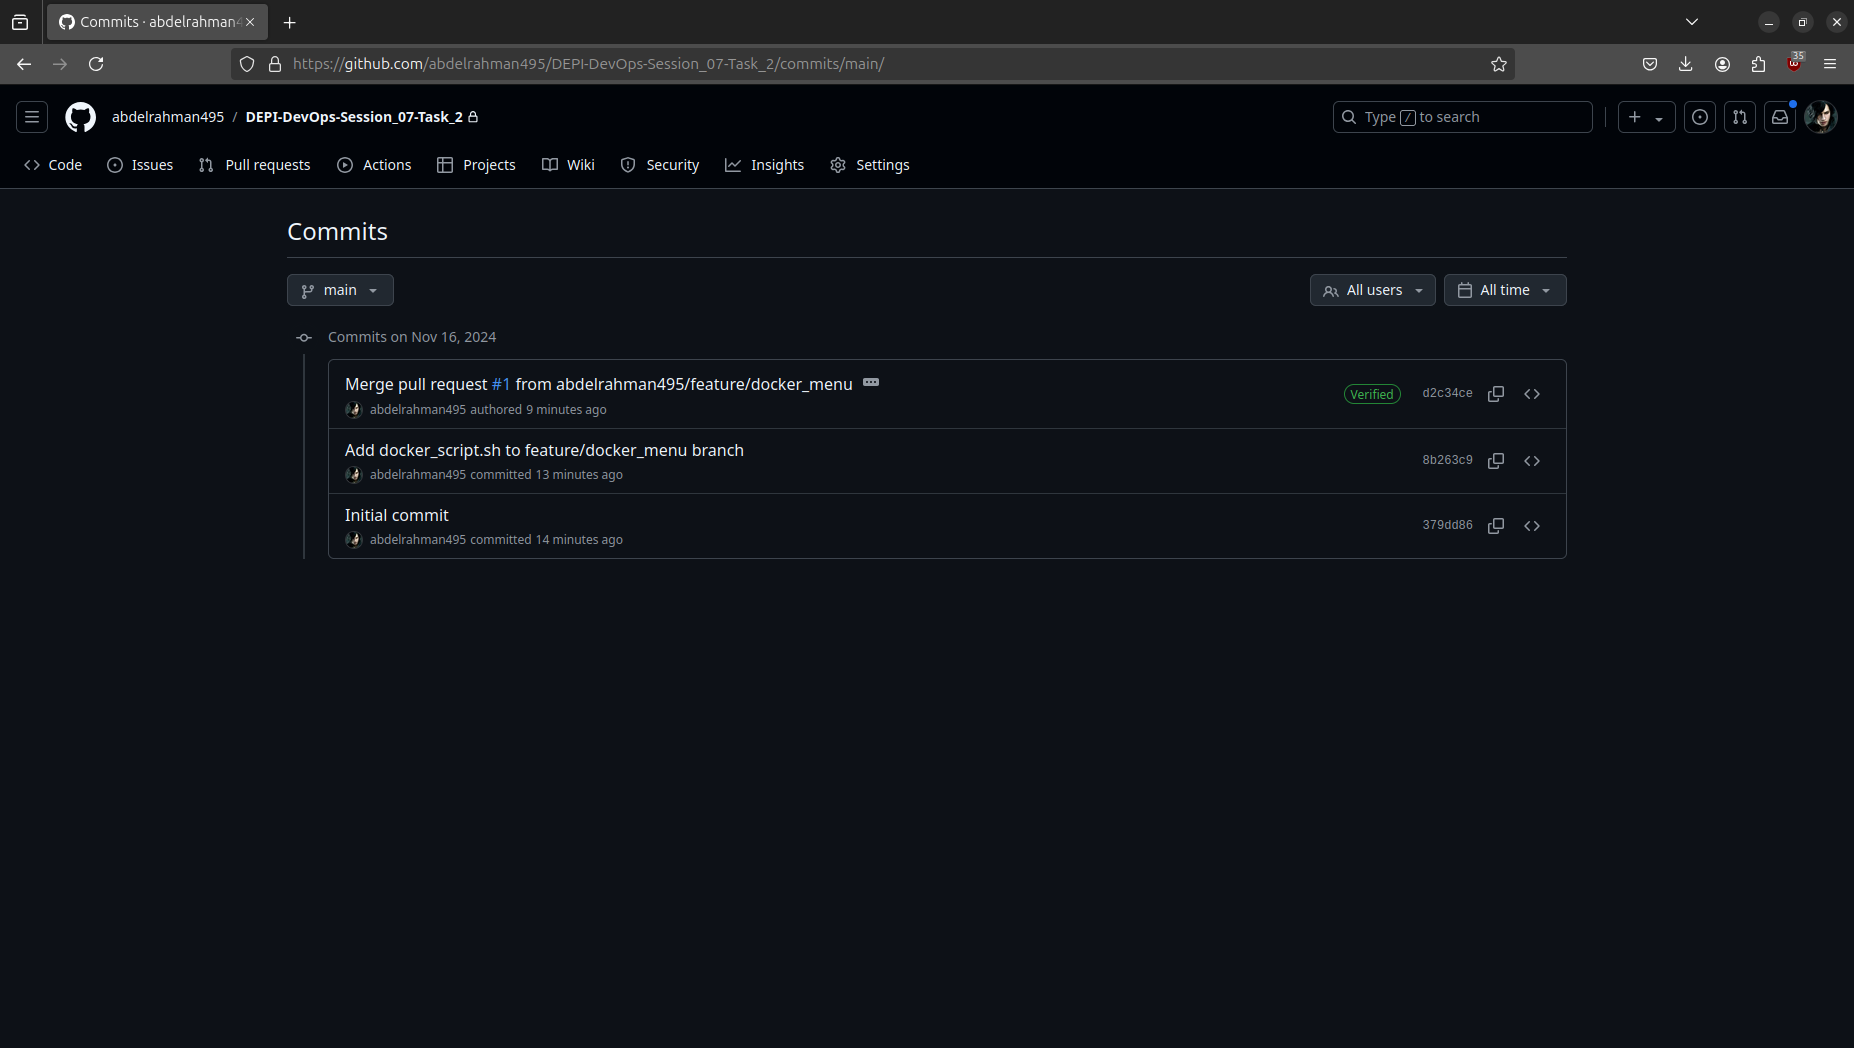 Commits · abdelrahman4
https://github.com/abdelrahman495/DEPI-DevOps-Session_07-Task_2/commits/main/
35
abdelrahman495 / DEPI-DevOps-Session_07-Task_2
Type / to search
Code Issues Pull requests Actions Projects Wiki Security Insights Settings
Commits
main All users All time
Commits on Nov 16, 2024
Merge pull request #1 from abdelrahman495/feature/docker_menu
abdelrahman495 authored 9 minutes ago
Verified d2c34ce
Add docker_script.sh to feature/docker_menu branch
abdelrahman495 committed 13 minutes ago
8b263c9
Initial commit
abdelrahman495 committed 14 minutes ago
379dd86